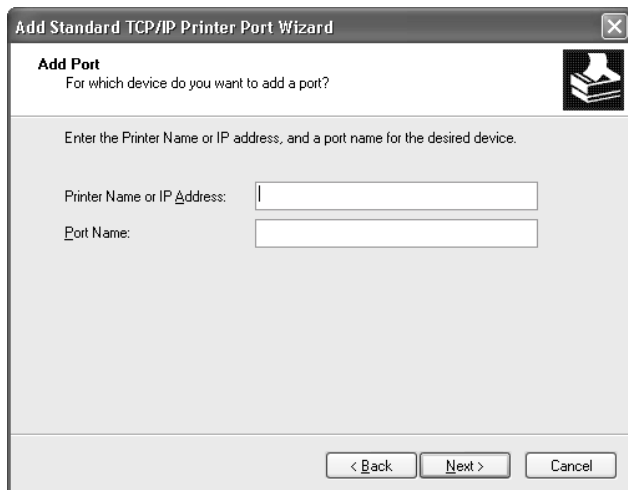 Add Standard TCP/IP Printer Port Wizard
Add Port
For which device do you want to add a port?
Enter the Printer Name or IP address, and a port name for the desired device.
Printer Name or IP Address:
Port Name:
< Back Next > Cancel